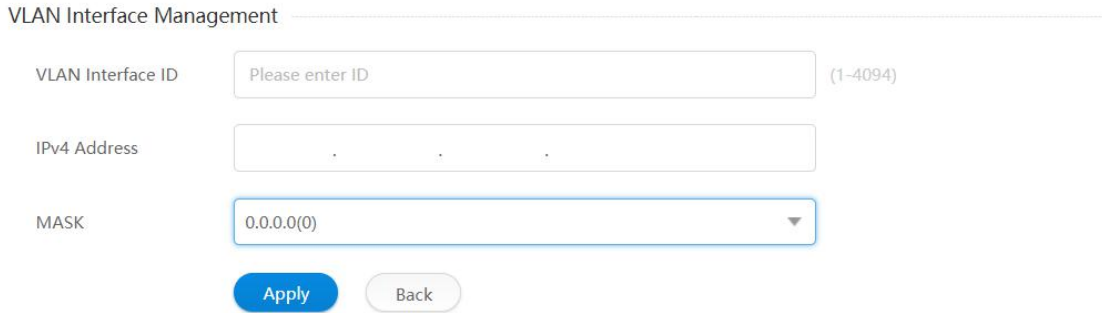 VLAN Interface Management
VLAN Interface ID Please enter ID (1-4094)
IPv4 Address . . .
MASK 0.0.0.0(0)
Apply Back